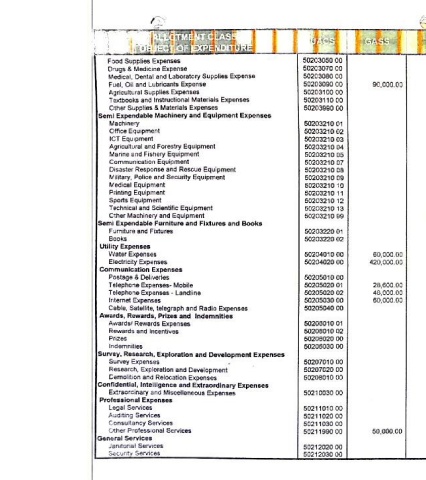 ALLOTMENT CLASS UACS GASS
OBJECT OF EXPENDITURE
Food Supplies Expenses 50203050 00
Drugs & Medicine Expense 50203070 00
Medical, Dental and Laboratory Supplies Expense 50203080 00
Fuel, Oil and Lubricants Expense 50203090 00 90,000.00
Agricultural Supplies Expenses 50203100 00
Textbooks and Instructional Materials Expenses 50203110 00
Other Supplies & Materials Expenses 50203990 00
Semi Expendable Machinery and Equipment Expenses
Machinery 50203210 01
Office Equipment 50203210 02
ICT Equipment 50203210 03
Agricultural and Forestry Equipment 50203210 04
Marine and Fishery Equipment 50203210 05
Communication Equipment 50203210 07
Disaster Response and Rescue Equipment 50203210 08
Military, Police and Security Equipment 50203210 09
Medical Equipment 50203210 10
Printing Equipment 50203210 11
Sports Equipment 50203210 12
Technical and Scientific Equipment 50203210 13
Other Machinery and Equipment 50203210 99
Semi Expendable Furniture and Fixtures and Books
Furniture and Fixtures 50203220 01
Books 50203220 02
Utility Expenses
Water Expenses 50204010 00 60,000.00
Electricity Expenses 50204020 00 420,000.00
Communication Expenses
Postage & Deliveries 50205010 00
Telephone Expenses- Mobile 50205020 01 26,600.00
Telephone Expenses - Landline 50205020 02 40,000.00
Internet Expenses 50205030 00 60,000.00
Cable, Satellite, telegraph and Radio Expenses 50205040 00
Awards, Rewards, Prizes and Indemnities
Awards/ Rewards Expenses 50206010 01
Rewards and Incentives 50206010 02
Prizes 50206020 00
Indemnities 50206030 00
Survey, Research, Exploration and Development Expenses
Survey Expenses 50207010 00
Research, Exploration and Development 50207020 00
Demolition and Relocation Expenses 50208010 00
Confidential, Intelligence and Extraordinary Expenses
Extraordinary and Miscellaneous Expenses 50210030 00
Professional Expenses
Legal Services 50211010 00
Auditing Services 50211020 00
Consultancy Services 50211030 00
Other Professional Services 50211990 00 50,000.00
General Services
Janitorial Services 50212020 00
Security Services 50212030 00